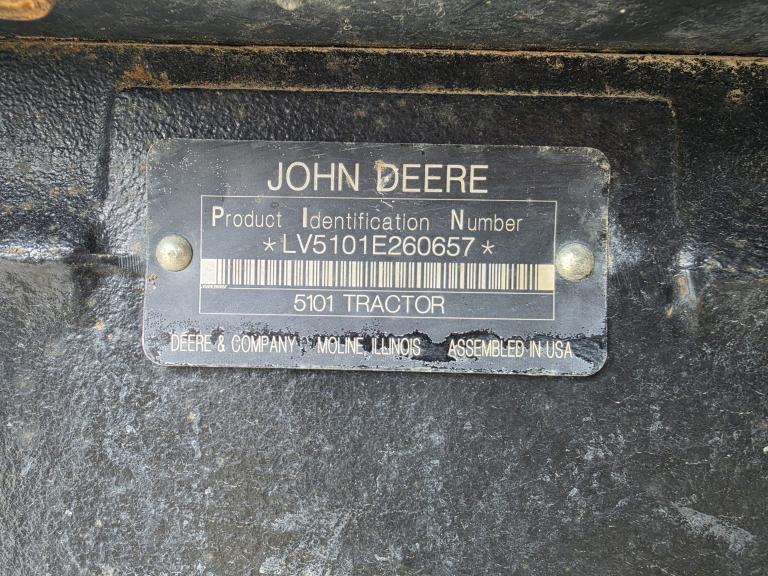 JOHN DEERE
Product Identification Number
*LV5101E260657*
5101 TRACTOR
DEERE & COMPANY MOLINE, ILLINOIS ASSEMBLED IN USA